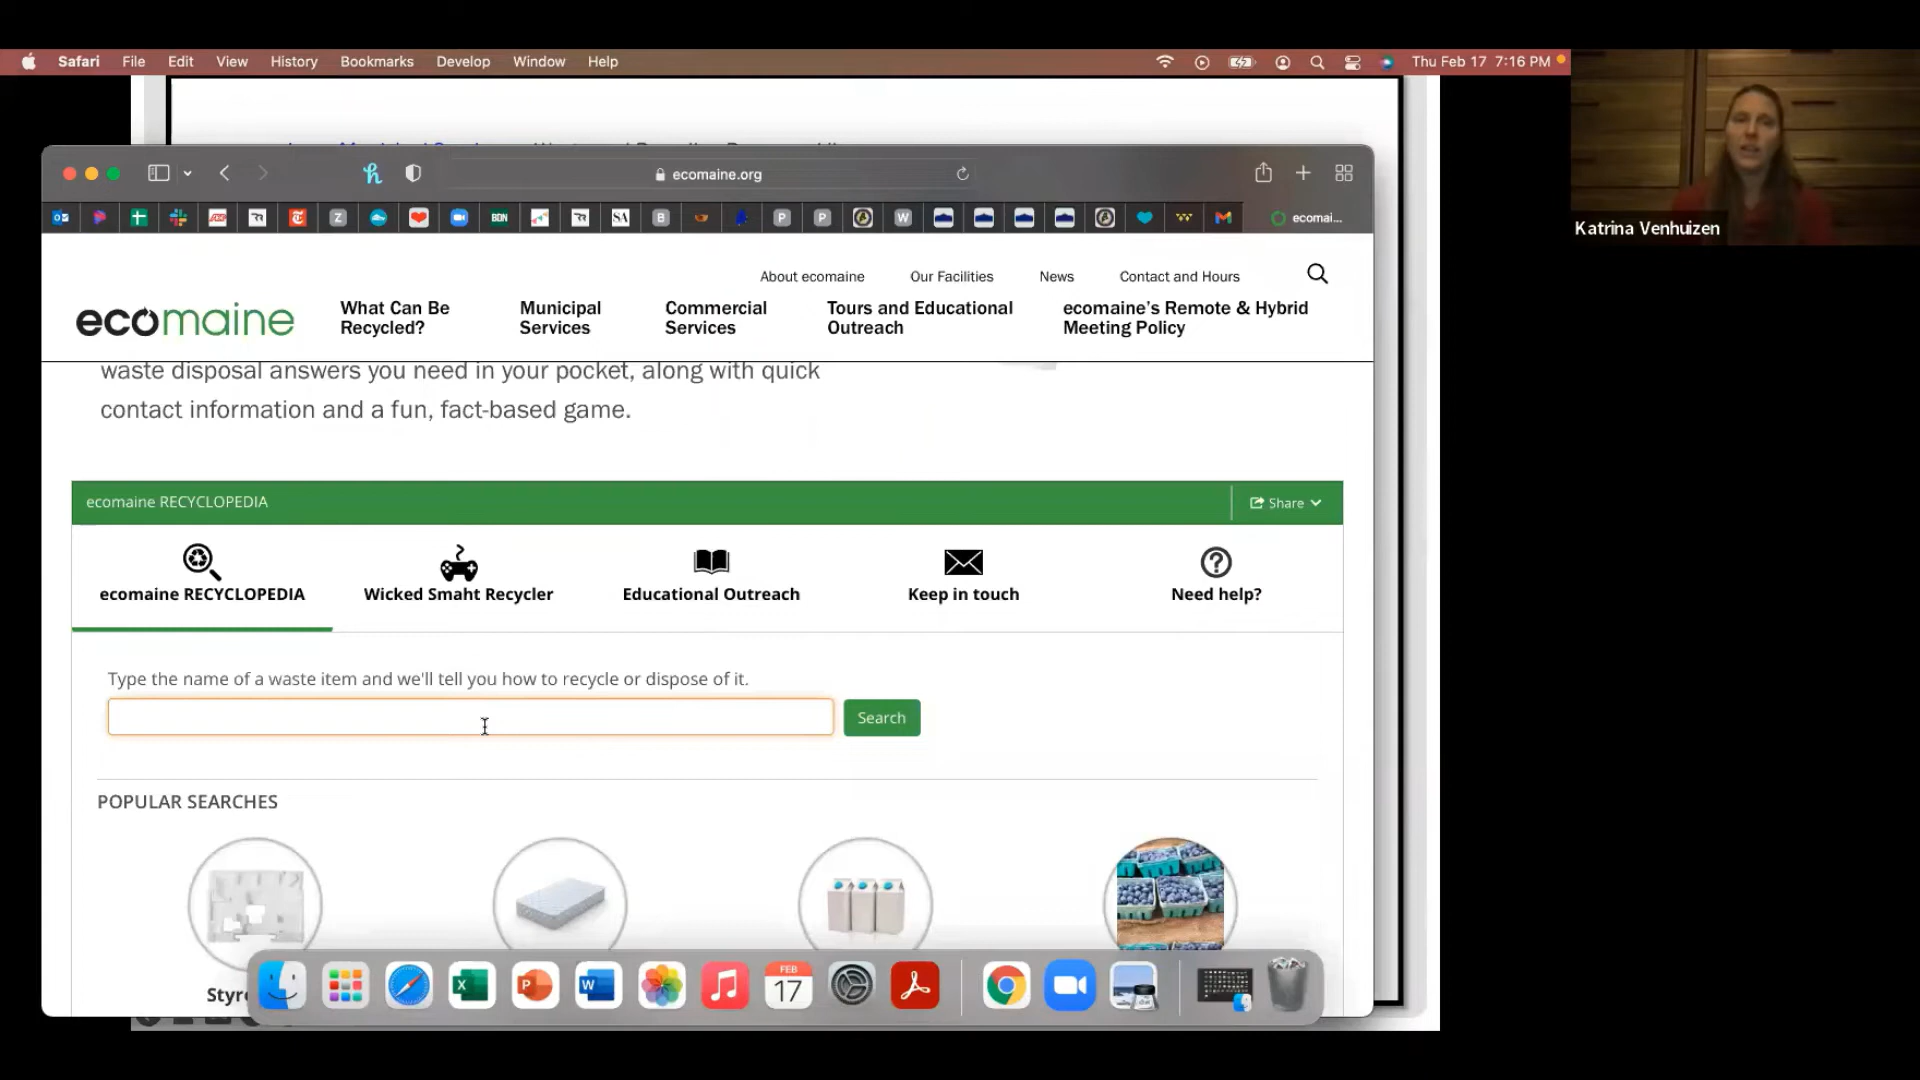 Safari File Edit View History Bookmarks Develop Window Help
Thu Feb 17 7:16 PM
ecomaine.org
BDN
SA
Z
B
P
P
W
ecomai...
About ecomaine
Our Facilities
News
Contact and Hours
ecomaine
What Can Be
Recycled?
Municipal
Services
Commercial
Services
Tours and Educational
Outreach
ecomaine's Remote & Hybrid
Meeting Policy
waste disposal answers you need in your pocket, along with quick
contact information and a fun, fact-based game.
ecomaine RECYCLOPEDIA
Share
ecomaine RECYCLOPEDIA
Wicked Smaht Recycler
Educational Outreach
Keep in touch
Need help?
Type the name of a waste item and we'll tell you how to recycle or dispose of it.
Search
POPULAR SEARCHES
Styr
FEB
17
Katrina Venhuizen